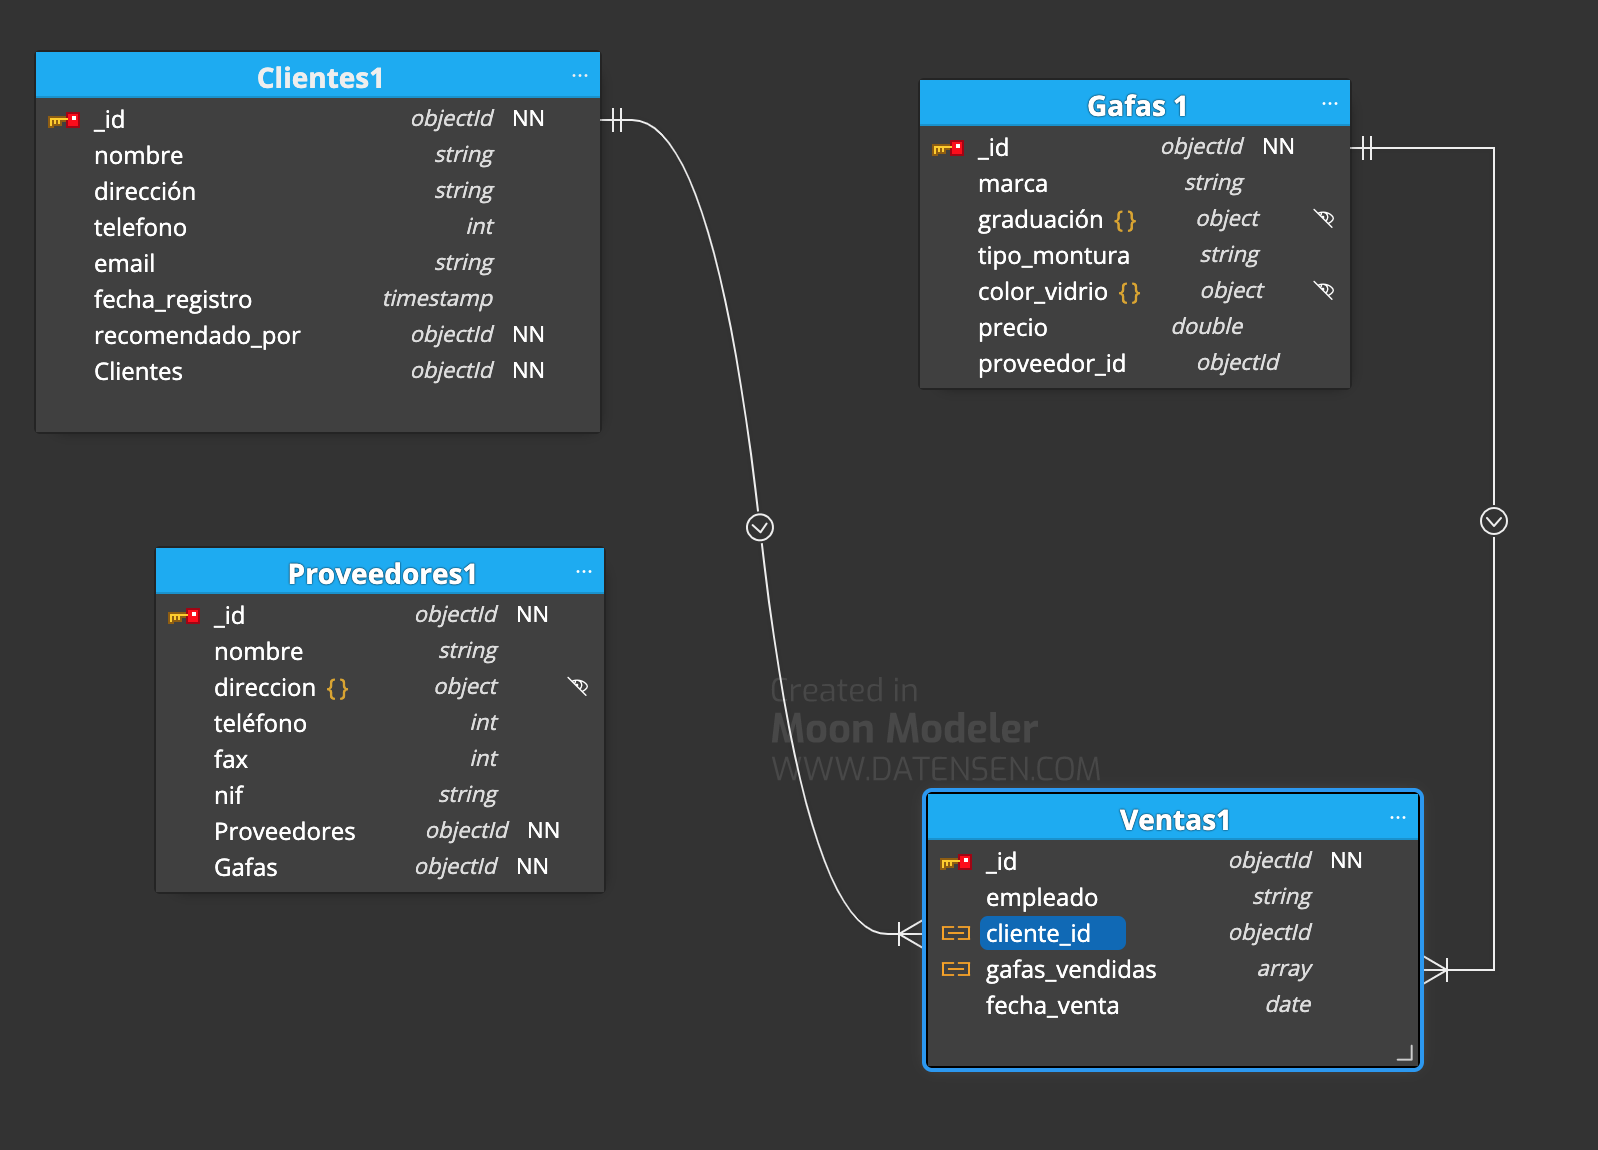 Clientes1 ...
_id objectId NN
nombre string
dirección string
telefono int
email string
fecha_registro timestamp
recomendado_por objectId NN
Clientes objectId NN
Gafas 1 ...
_id objectId NN
marca string
graduación {} object
tipo_montura string
color_vidrio {} object
precio double
proveedor_id objectId
Proveedores1 ...
_id objectId NN
nombre string
direccion {} object
teléfono int
fax int
nif string
Proveedores objectId NN
Gafas objectId NN
Created in
Moon Modeler
WWW.DATENSEN.COM
Ventas1 ...
_id objectId NN
empleado string
cliente_id objectId
gafas_vendidas array
fecha_venta date